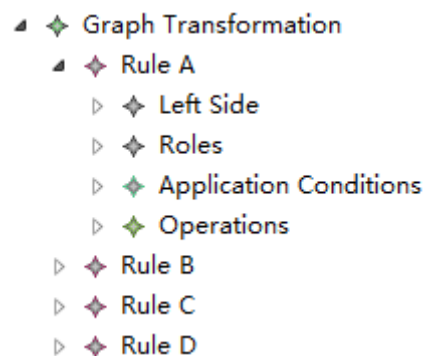 Graph Transformation
Rule A
Left Side
Roles
Application Conditions
Operations
Rule B
Rule C
Rule D